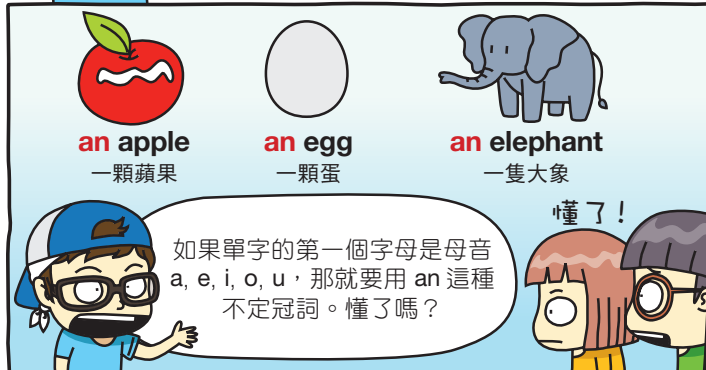 an apple
一顆蘋果
an egg
一顆蛋
an elephant
一隻大象
懂了!
如果單字的第一個字母是母音
a, e, i, o, u,那就要用 an 這種
不定冠詞。懂了嗎?